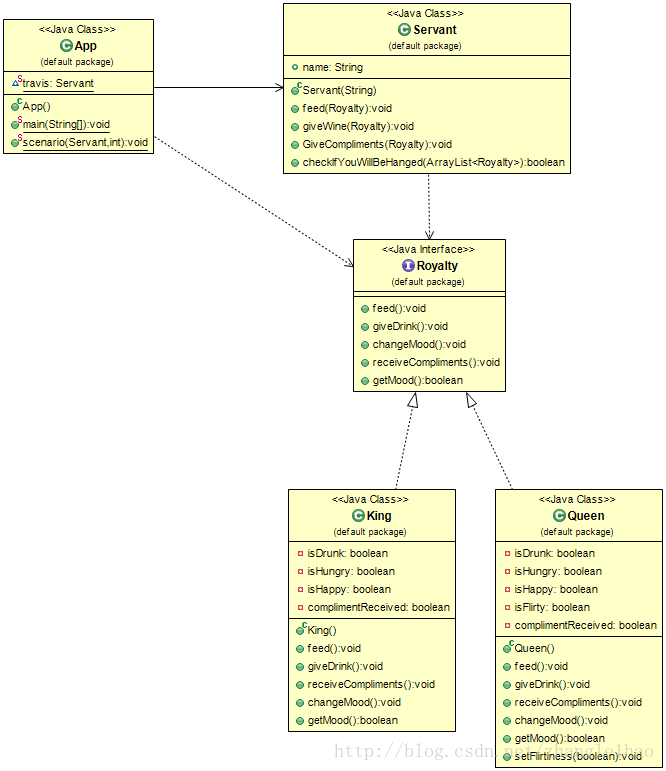 <<Java Class>>
App
(default package)
travis: Servant
App()
main(String[]):void
scenario(Servant,int):void
<<Java Class>>
Servant
(default package)
name: String
Servant(String)
feed(Royalty):void
giveWine(Royalty):void
GiveCompliments(Royalty):void
checkIfYouWillBeHanged(ArrayList<Royalty>):boolean
<<Java Interface>>
Royalty
(default package)
feed():void
giveDrink():void
changeMood():void
receiveCompliments():void
getMood():boolean
<<Java Class>>
King
(default package)
isDrunk: boolean
isHungry: boolean
isHappy: boolean
complimentReceived: boolean
King()
feed():void
giveDrink():void
receiveCompliments():void
changeMood():void
getMood():boolean
<<Java Class>>
Queen
(default package)
isDrunk: boolean
isHungry: boolean
isHappy: boolean
isFlirty: boolean
complimentReceived: boolean
Queen()
feed():void
giveDrink():void
receiveCompliments():void
changeMood():void
getMood():boolean
setFlirtiness(boolean):void